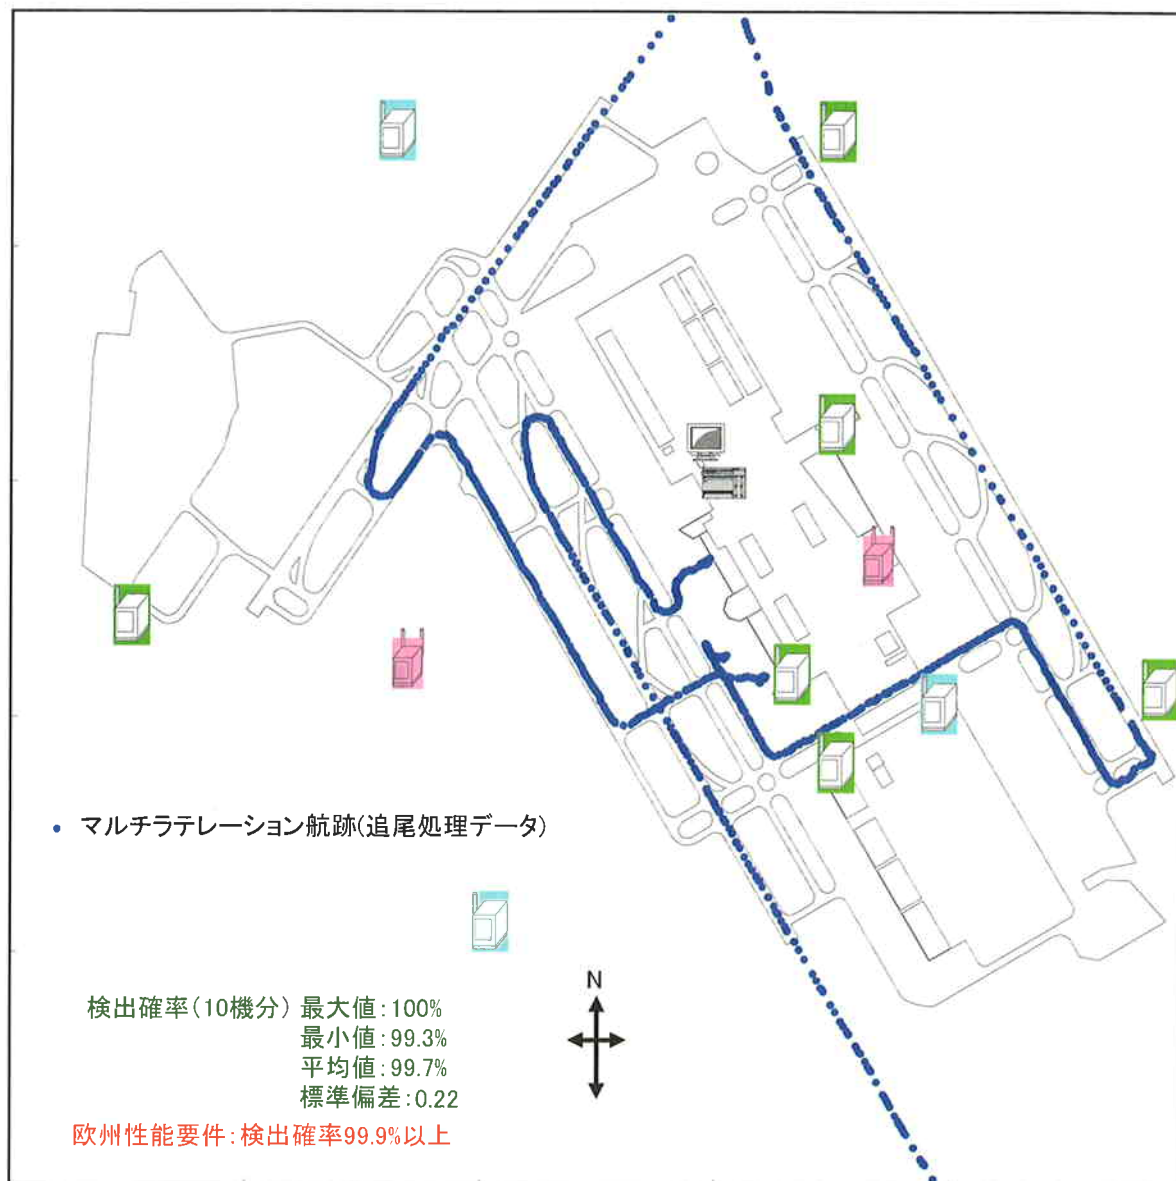 • マルチラテレーション航跡(追尾処理データ)
検出確率(10機分) 最大値:100%
最小値:99.3%
平均値:99.7%
標準偏差:0.22
欧州性能要件:検出確率99.9%以上
N